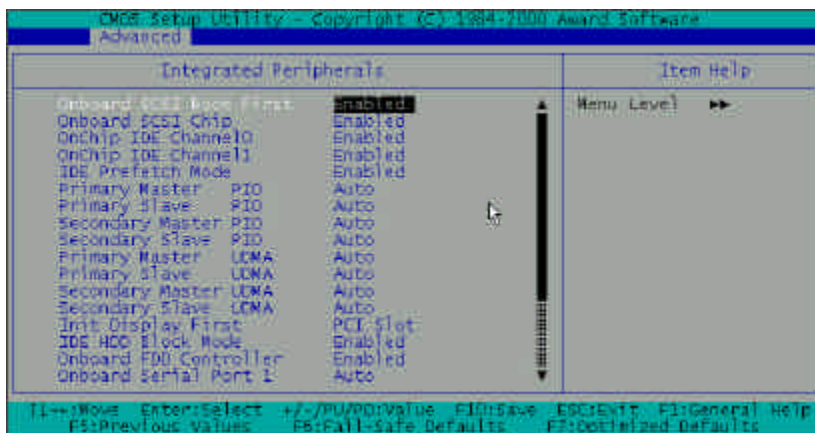 CMOS Setup Utility - Copyright (C) 1984-2000 Award Software
Advanced
Integrated Peripherals
Item Help
Onboard SCSI Boot First Enabled
Menu Level ▶▶
Onboard SCSI Chip Enabled
OnChip IDE Channel0 Enabled
OnChip IDE Channel1 Enabled
IDE Prefetch Mode Enabled
Primary Master PIO Auto
Primary Slave PIO Auto
Secondary Master PIO Auto
Secondary Slave PIO Auto
Primary Master UDMA Auto
Primary Slave UDMA Auto
Secondary Master UDMA Auto
Secondary Slave UDMA Auto
Init Display First PCI Slot
IDE HDD Block Mode Enabled
Onboard FDD Controller Enabled
Onboard Serial Port 1 Auto
:Move Enter:Select +/-/PU/PD:Value F10:Save ESC:Exit F1:General Help
F5:Previous Values F6:Fail-Safe Defaults F7:Optimized Defaults